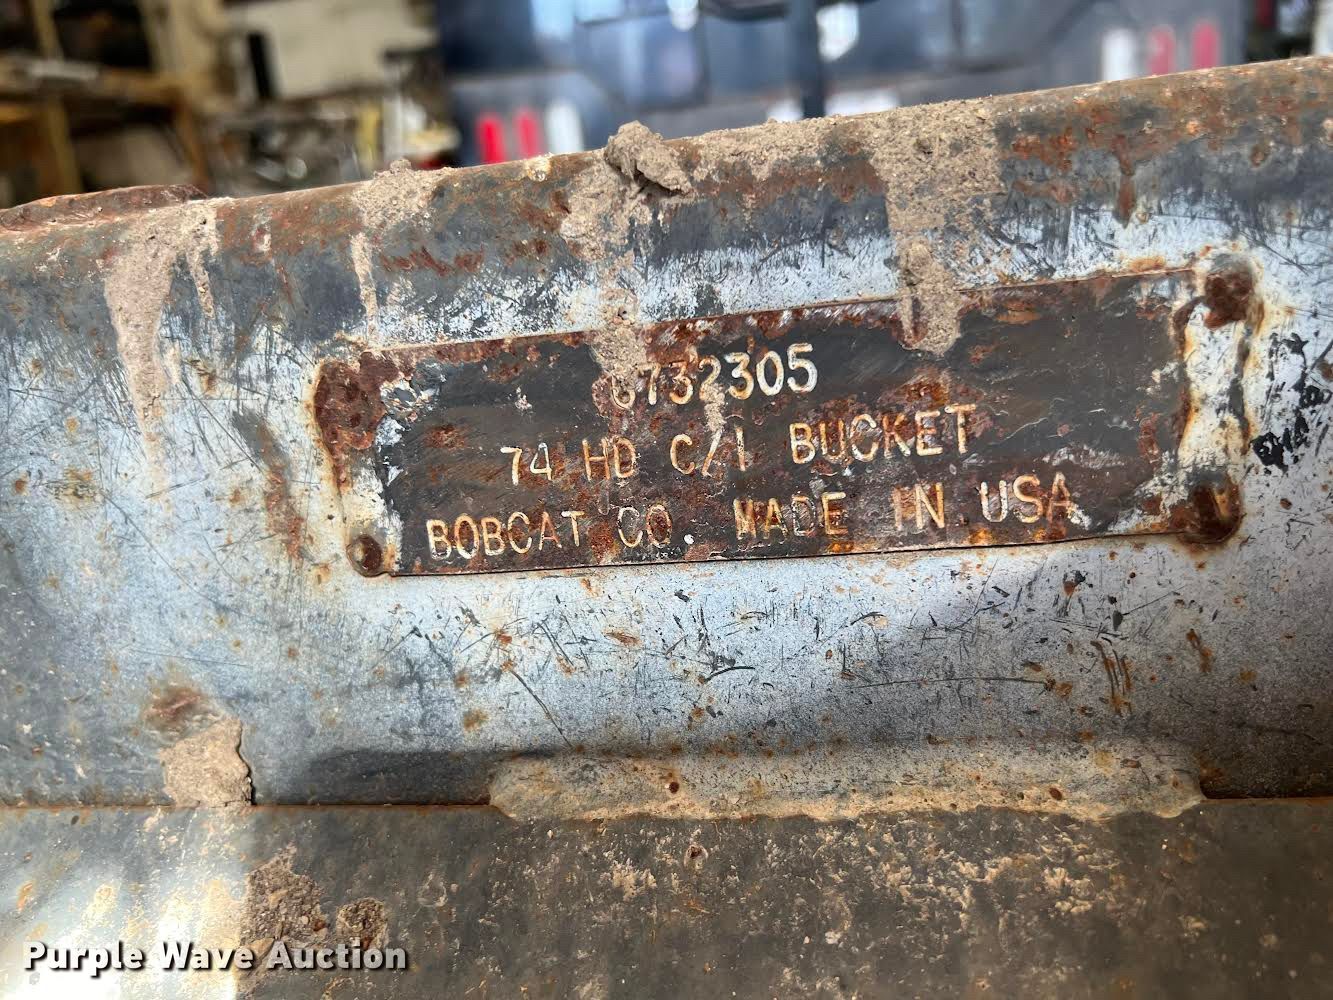 6732305
74 HD C/I BUCKET
BOBCAT CO. MADE IN USA
Purple Wave Auction